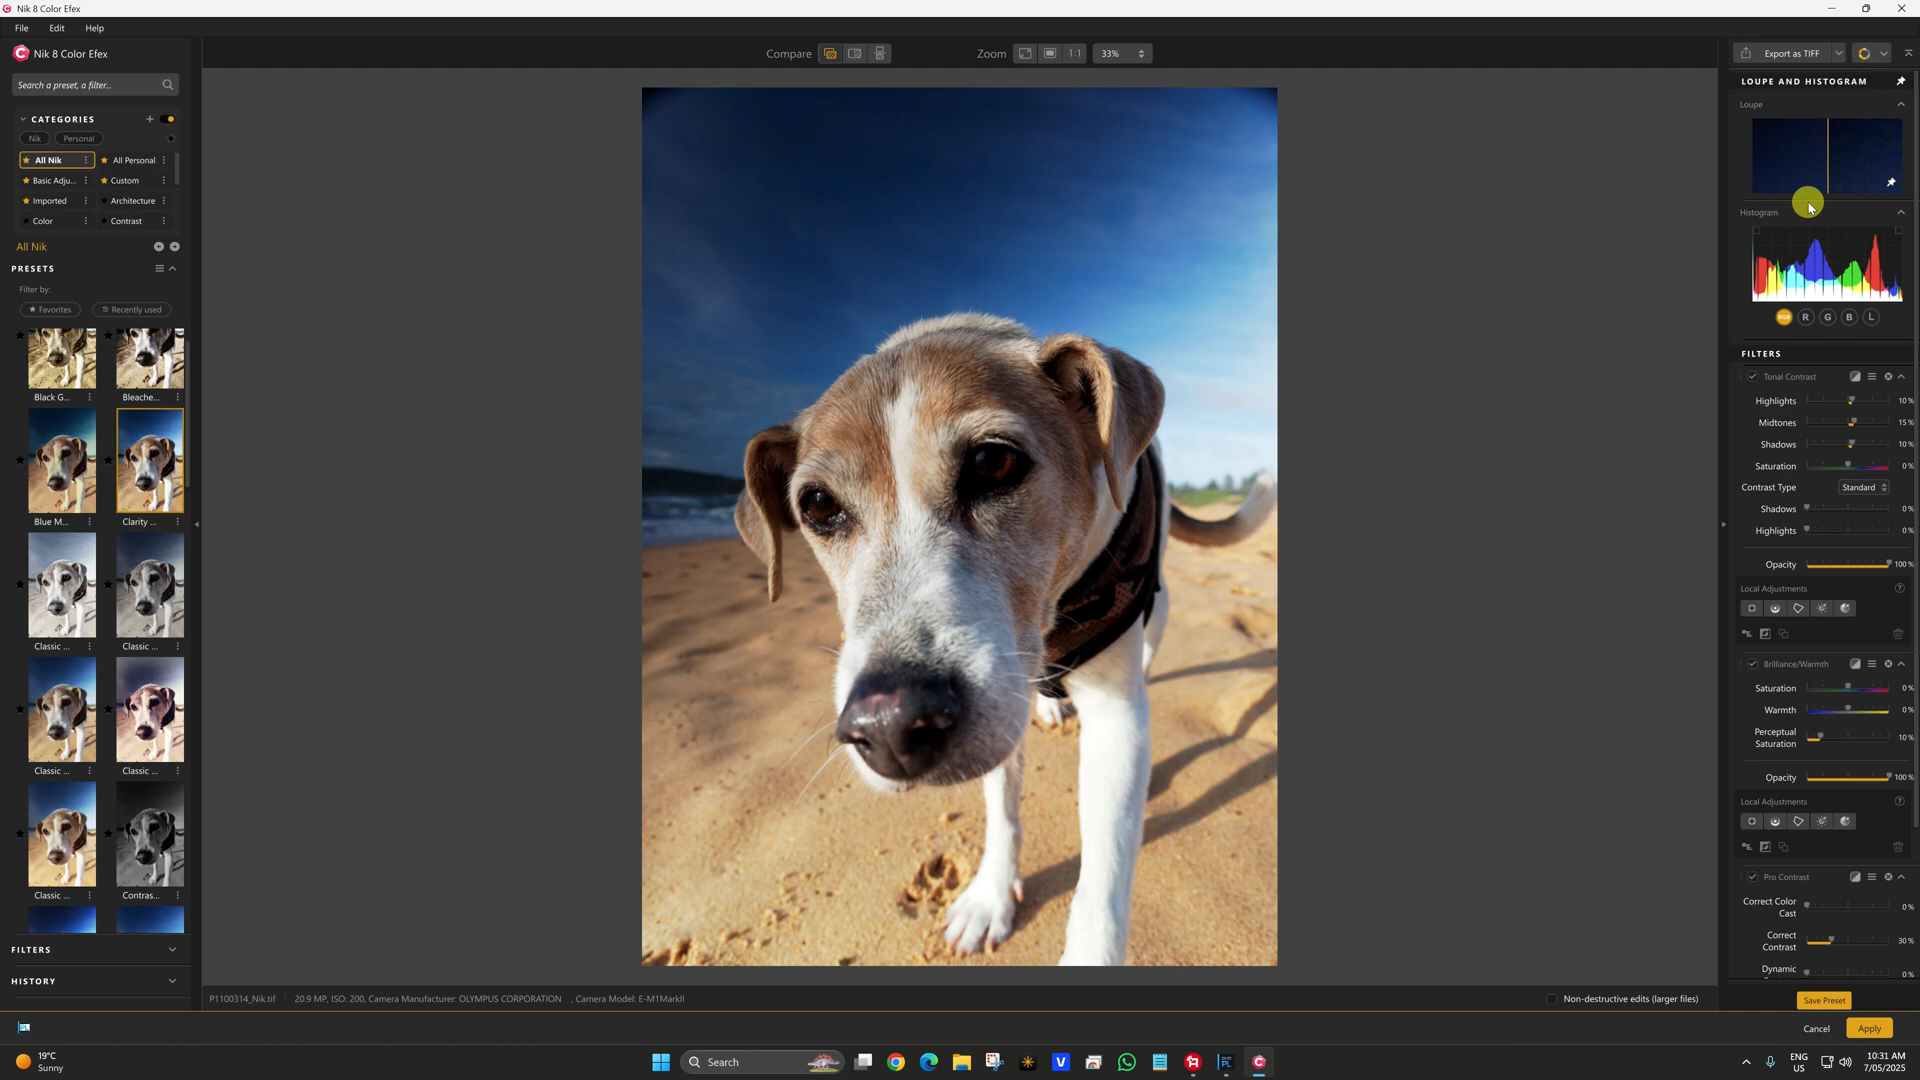 Nik 8 Color Efex
File Edit Help
Nik 8 Color Efex
Compare
Zoom 1:1 33%
Export as TIFF
Search a preset, a filter...
CATEGORIES
Nik Personal
All Nik All Personal
Basic Adju... Custom
Imported Architecture
Color Contrast
All Nik
PRESETS
Filter by:
Favorites Recently used
Black G... Bleache...
Blue M... Clarity ...
Classic ... Classic ...
Classic ... Classic ...
Classic ... Contras...
FILTERS
HISTORY
P1100314_Nik.tif 20.9 MP, ISO: 200, Camera Manufacturer: OLYMPUS CORPORATION , Camera Model: E-M1MarkII
Non-destructive edits (larger files)
LOUPE AND HISTOGRAM
Loupe
Histogram
RGB R G B L
FILTERS
Tonal Contrast
Highlights 10%
Midtones 15%
Shadows 10%
Saturation 0%
Contrast Type Standard
Shadows 0%
Highlights 0%
Opacity 100%
Local Adjustments
Brilliance/Warmth
Saturation 0%
Warmth 0%
Perceptual Saturation 10%
Opacity 100%
Local Adjustments
Pro Contrast
Correct Color Cast 0%
Correct Contrast 30%
Dynamic 0%
Save Preset
Cancel Apply
19°C
Sunny
Search
ENG
US
10:31 AM
7/05/2025